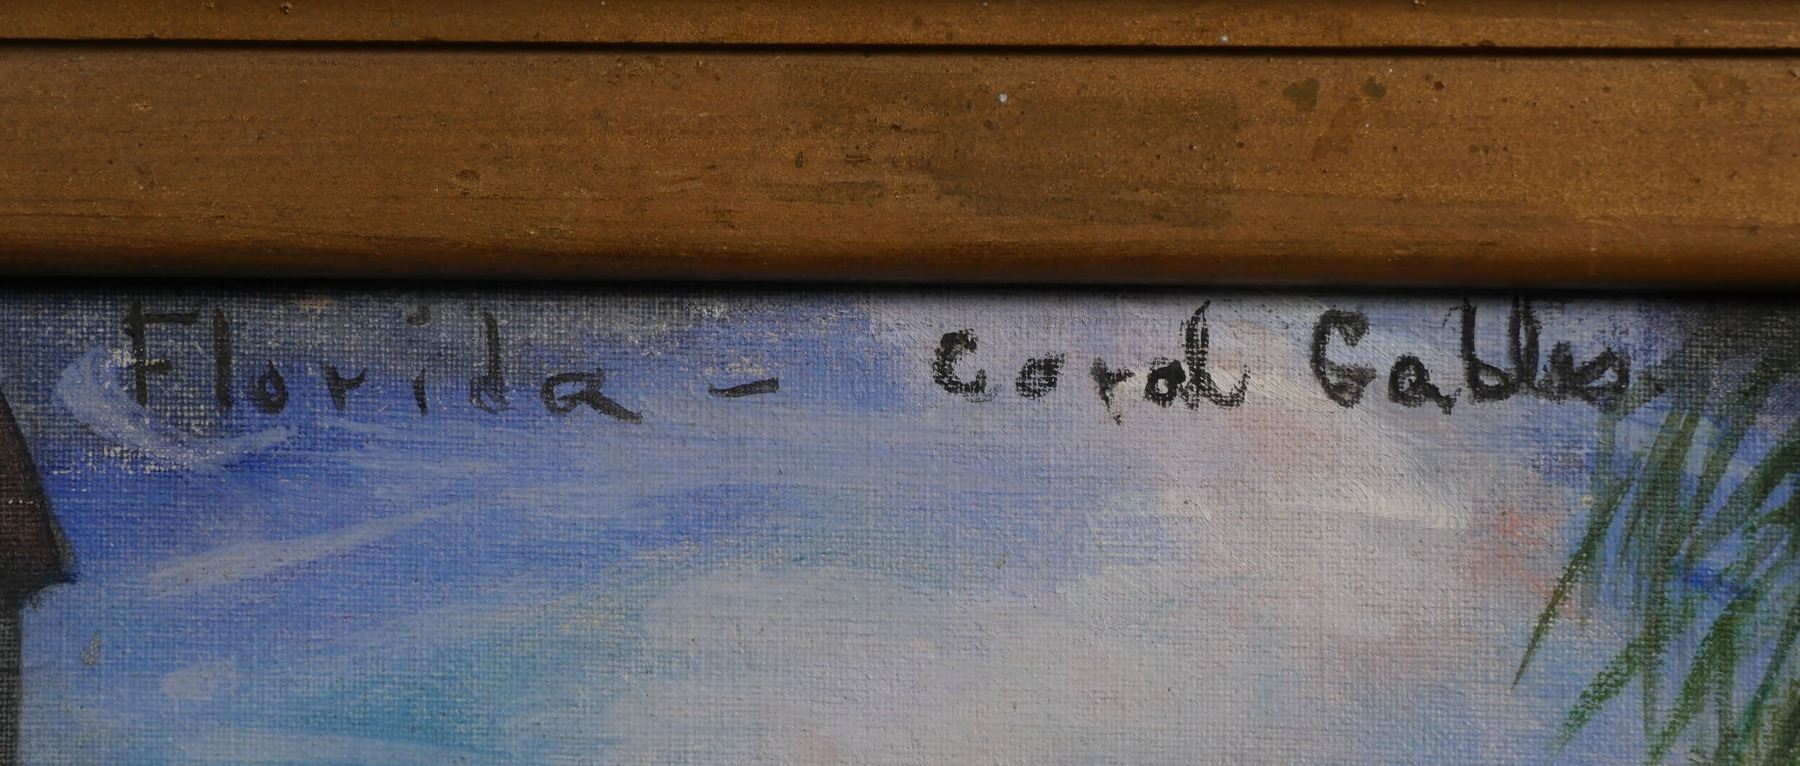 Florida - Coral Gables.